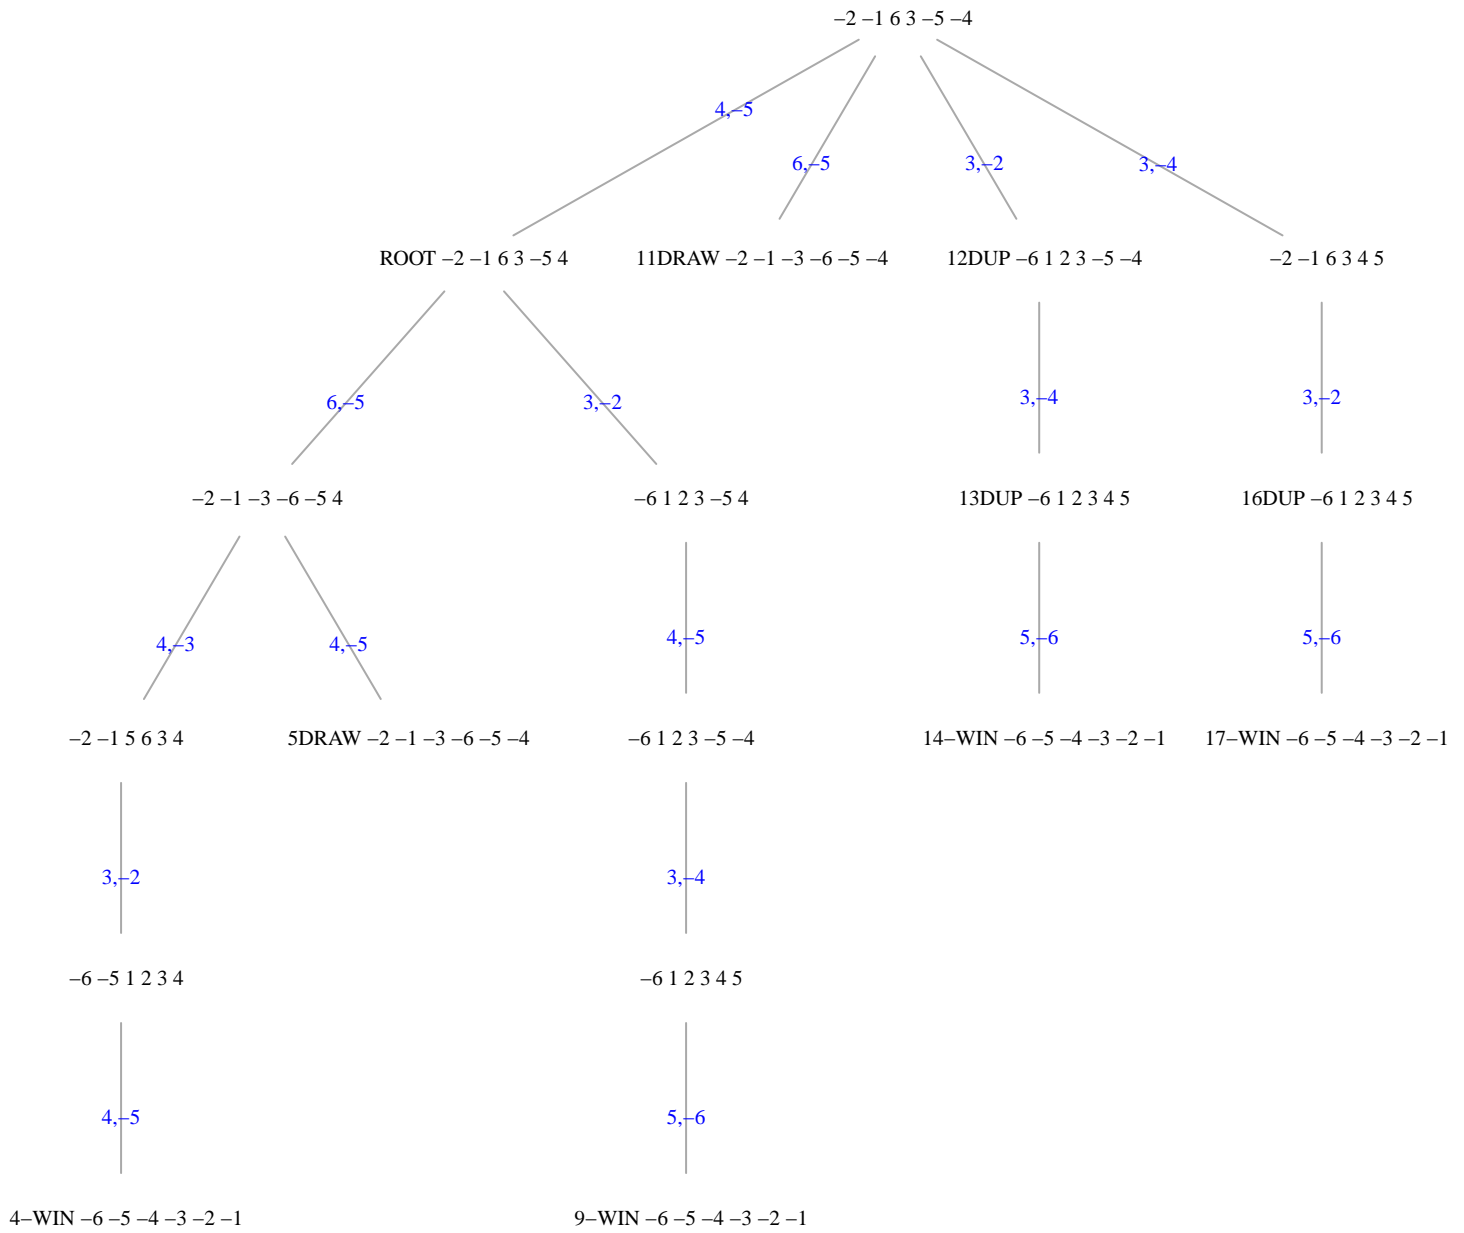 –2 –1 6 3 –5 –4
4,–5
6,–5
3,–2
3,–4
ROOT –2 –1 6 3 –5 4
11DRAW –2 –1 –3 –6 –5 –4
12DUP –6 1 2 3 –5 –4
–2 –1 6 3 4 5
6,–5
3,–2
3,–4
3,–2
–2 –1 –3 –6 –5 4
–6 1 2 3 –5 4
13DUP –6 1 2 3 4 5
16DUP –6 1 2 3 4 5
4,–3
4,–5
4,–5
5,–6
5,–6
–2 –1 5 6 3 4
5DRAW –2 –1 –3 –6 –5 –4
–6 1 2 3 –5 –4
14–WIN –6 –5 –4 –3 –2 –1
17–WIN –6 –5 –4 –3 –2 –1
3,–2
3,–4
–6 –5 1 2 3 4
–6 1 2 3 4 5
4,–5
5,–6
4–WIN –6 –5 –4 –3 –2 –1
9–WIN –6 –5 –4 –3 –2 –1